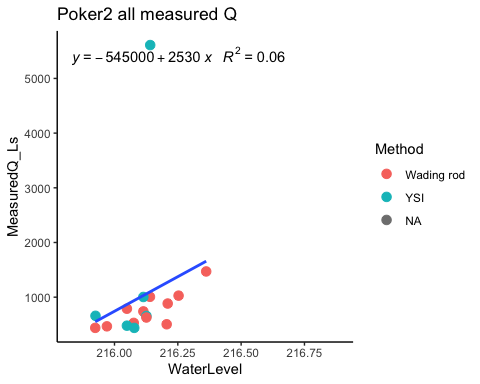 Poker2 all measured Q
y = − 545000 + 2530 x   R² = 0.06
5000
4000
3000
2000
1000
MeasuredQ_Ls
216.00 216.25 216.50 216.75
WaterLevel
Method
Wading rod
YSI
NA